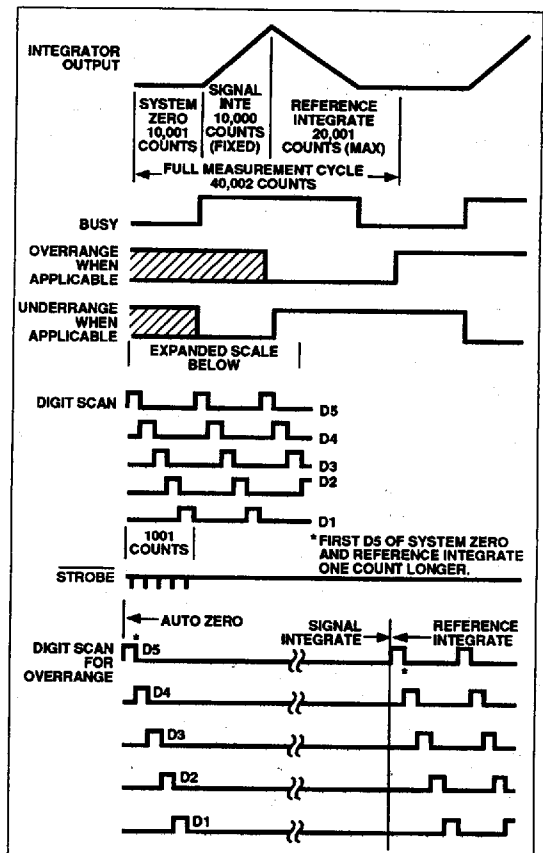 INTEGRATOR
OUTPUT
SYSTEM
ZERO
10,001
COUNTS
SIGNAL
INTE
10,000
COUNTS
(FIXED)
REFERENCE
INTEGRATE
20,001
COUNTS (MAX)
FULL MEASUREMENT CYCLE
40,002 COUNTS
BUSY
OVERRANGE
WHEN
APPLICABLE
UNDERRANGE
WHEN
APPLICABLE
EXPANDED SCALE
BELOW
DIGIT SCAN
D5
D4
D3
D2
D1
1001
COUNTS
* FIRST D5 OF SYSTEM ZERO
AND REFERENCE INTEGRATE
ONE COUNT LONGER.
STROBE
AUTO ZERO
SIGNAL
INTEGRATE
REFERENCE
INTEGRATE
DIGIT SCAN
FOR
OVERRANGE
* D5
*
D4
D3
D2
D1